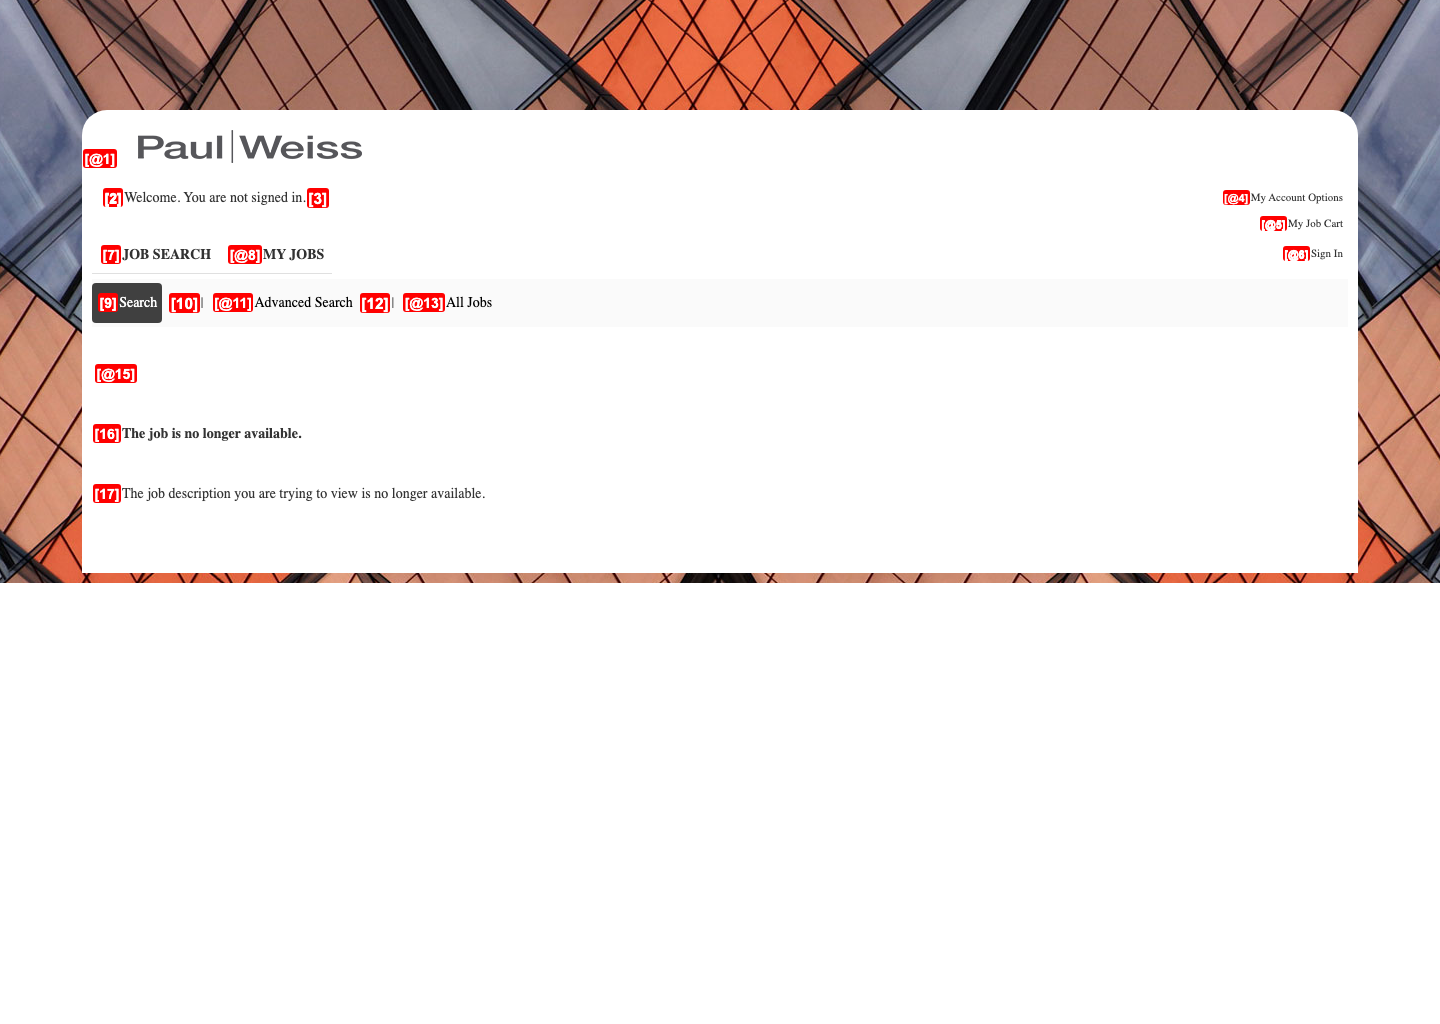 [@1] Paul|Weiss
[2] Welcome. You are not signed in. [3]
[@4] My Account Options
[@5] My Job Cart
[7] JOB SEARCH [@8] MY JOBS
[@6] Sign In
[9] Search [10] | [@11] Advanced Search [12] | [@13] All Jobs
[@15]
[16] The job is no longer available.
[17] The job description you are trying to view is no longer available.